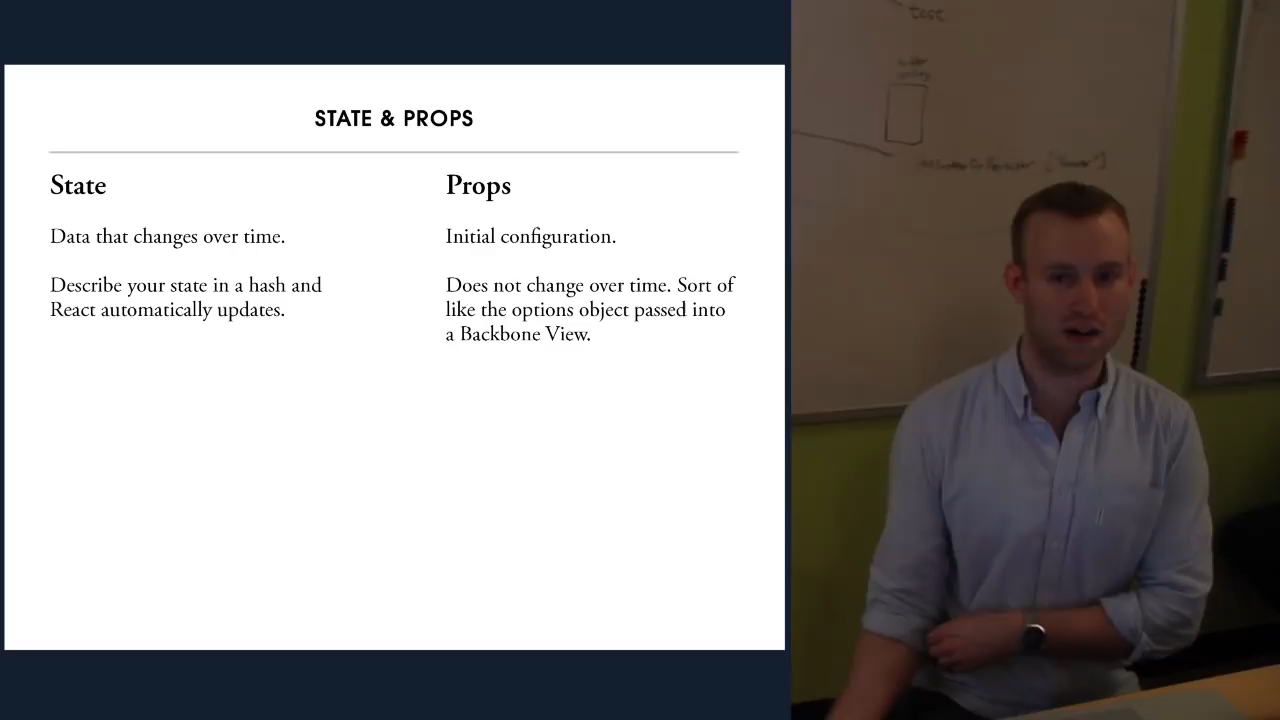 STATE & PROPS
State
Data that changes over time.
Describe your state in a hash and
React automatically updates.
Props
Initial configuration.
Does not change over time. Sort of
like the options object passed into
a Backbone View.
test